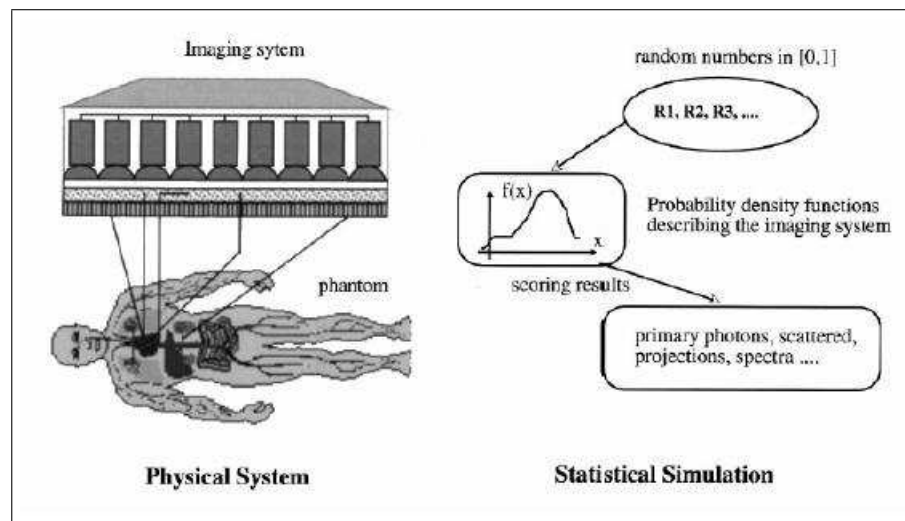 Imaging sytem
phantom
Physical System
random numbers in [0,1]
R1, R2, R3, ....
f(x)
x
Probability density functions
describing the imaging system
scoring results
primary photons, scattered,
projections, spectra ....
Statistical Simulation